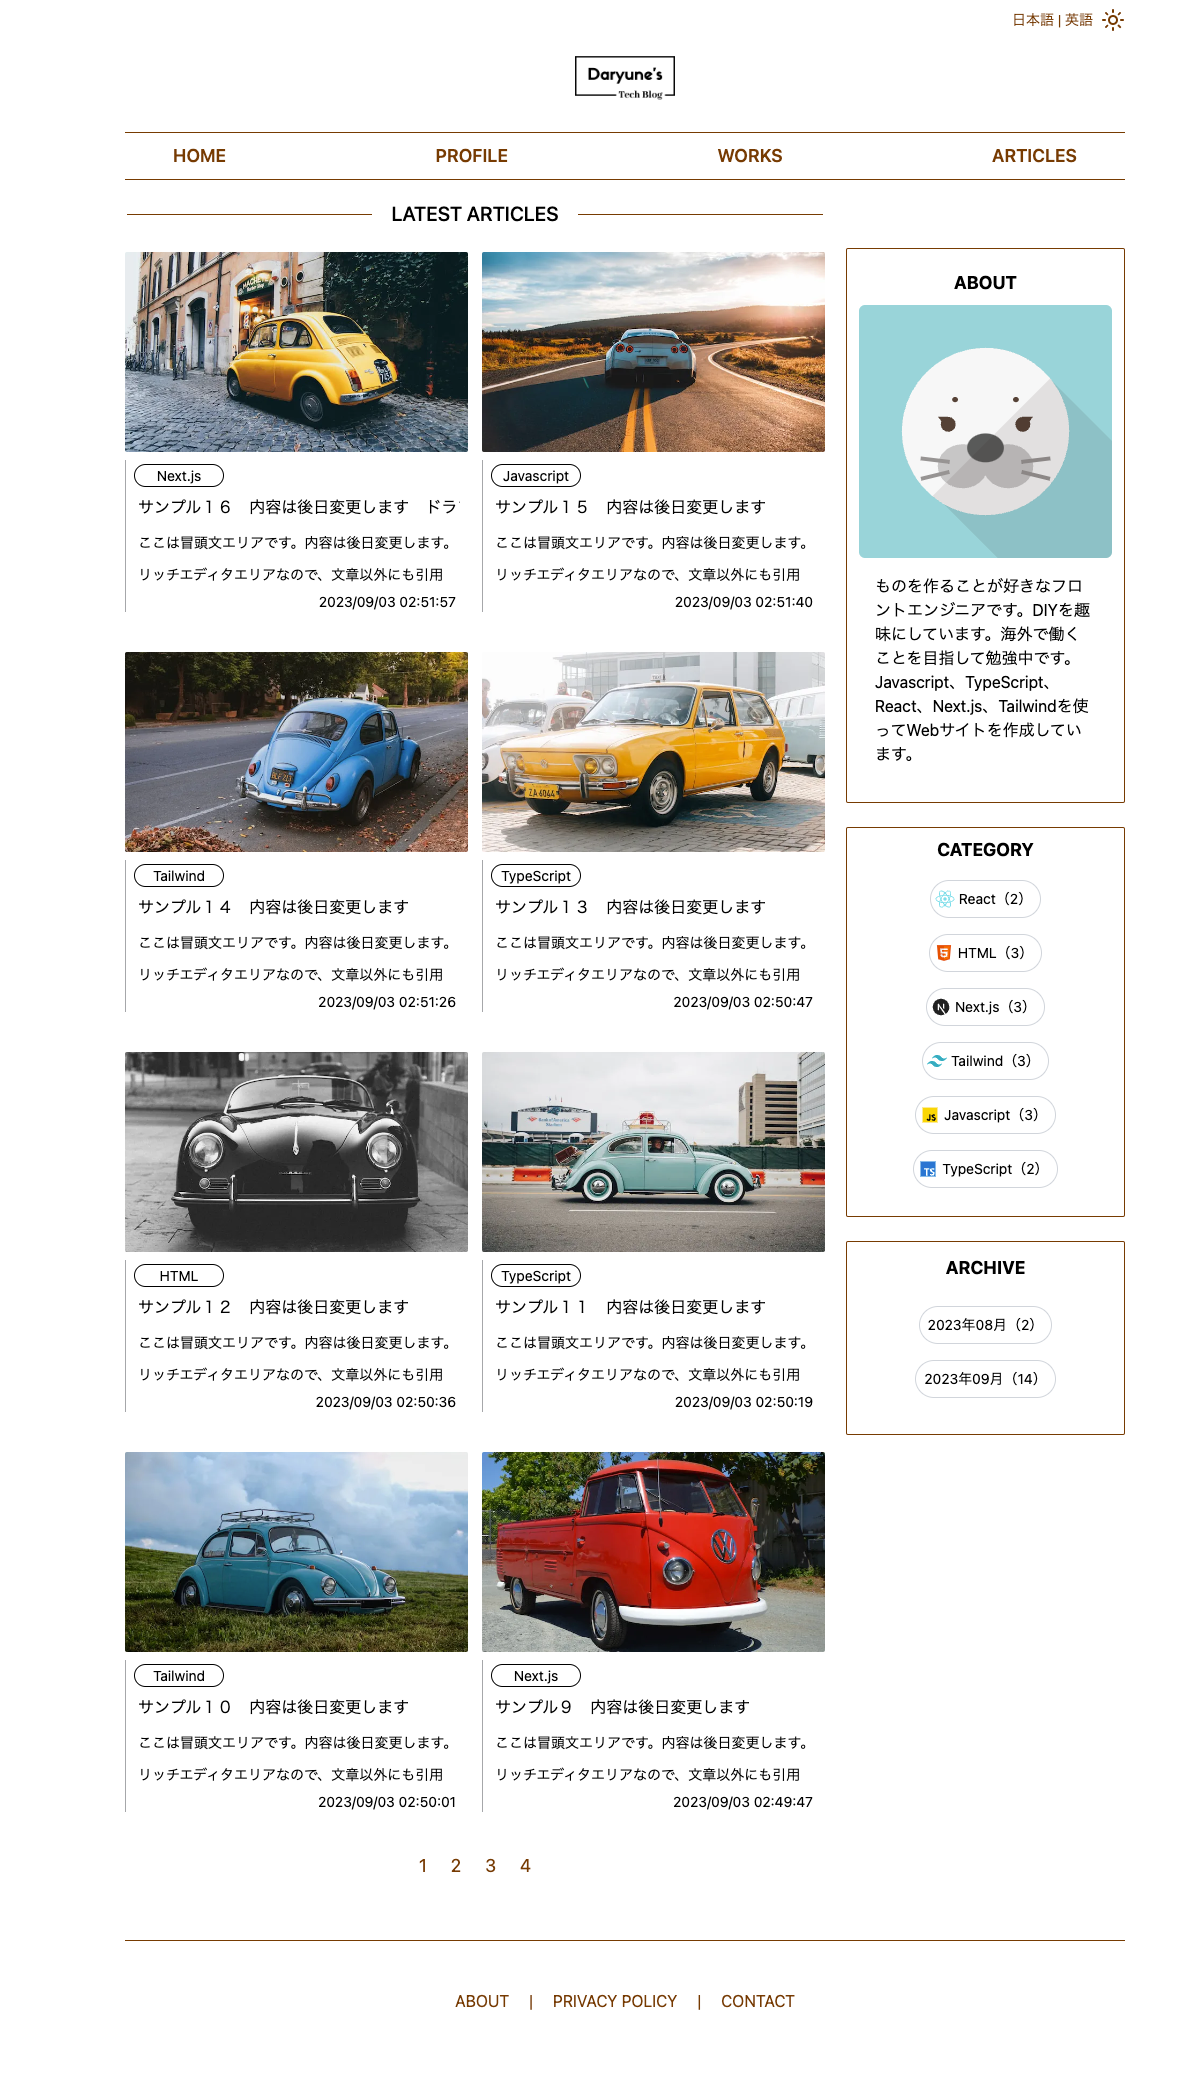 日本語 | 英語
Daryune's
Tech Blog
HOME
PROFILE
WORKS
ARTICLES
LATEST ARTICLES
Next.js
サンプル１６　内容は後日変更します　ドラ
ここは冒頭文エリアです。内容は後日変更します。
リッチエディタエリアなので、文章以外にも引用
2023/09/03 02:51:57
Javascript
サンプル１５　内容は後日変更します
ここは冒頭文エリアです。内容は後日変更します。
リッチエディタエリアなので、文章以外にも引用
2023/09/03 02:51:40
Tailwind
サンプル１４　内容は後日変更します
ここは冒頭文エリアです。内容は後日変更します。
リッチエディタエリアなので、文章以外にも引用
2023/09/03 02:51:26
TypeScript
サンプル１３　内容は後日変更します
ここは冒頭文エリアです。内容は後日変更します。
リッチエディタエリアなので、文章以外にも引用
2023/09/03 02:50:47
HTML
サンプル１２　内容は後日変更します
ここは冒頭文エリアです。内容は後日変更します。
リッチエディタエリアなので、文章以外にも引用
2023/09/03 02:50:36
TypeScript
サンプル１１　内容は後日変更します
ここは冒頭文エリアです。内容は後日変更します。
リッチエディタエリアなので、文章以外にも引用
2023/09/03 02:50:19
Tailwind
サンプル１０　内容は後日変更します
ここは冒頭文エリアです。内容は後日変更します。
リッチエディタエリアなので、文章以外にも引用
2023/09/03 02:50:01
Next.js
サンプル９　内容は後日変更します
ここは冒頭文エリアです。内容は後日変更します。
リッチエディタエリアなので、文章以外にも引用
2023/09/03 02:49:47
1 2 3 4
ABOUT
ものを作ることが好きなフロ
ントエンジニアです。DIYを趣
味にしています。海外で働く
ことを目指して勉強中です。
Javascript、TypeScript、
React、Next.js、Tailwindを使
ってWebサイトを作成してい
ます。
CATEGORY
React（2）
HTML（3）
Next.js（3）
Tailwind（3）
JS Javascript（3）
TS TypeScript（2）
ARCHIVE
2023年08月（2）
2023年09月（14）
ABOUT | PRIVACY POLICY | CONTACT